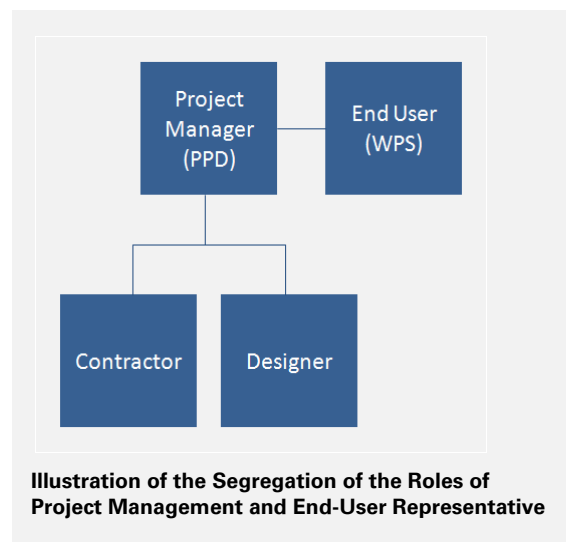 Project
Manager
(PPD)
End User
(WPS)
Contractor
Designer
Illustration of the Segregation of the Roles of
Project Management and End-User Representative